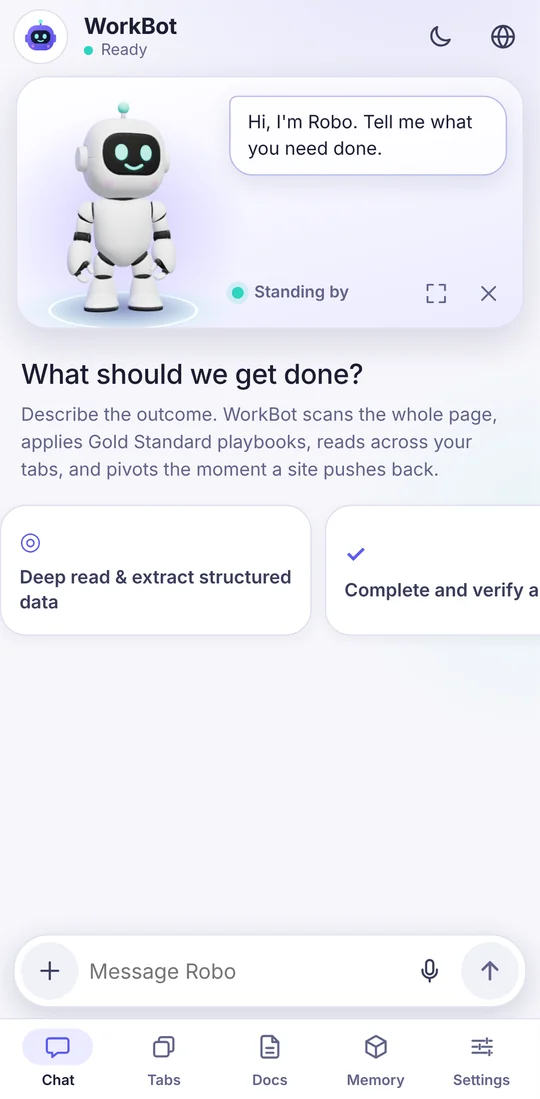 WorkBot
Ready
Hi, I'm Robo. Tell me what
you need done.
Standing by
What should we get done?
Describe the outcome. WorkBot scans the whole page,
applies Gold Standard playbooks, reads across your
tabs, and pivots the moment a site pushes back.
Deep read & extract structured
data
Complete and verify a
Message Robo
Chat
Tabs
Docs
Memory
Settings